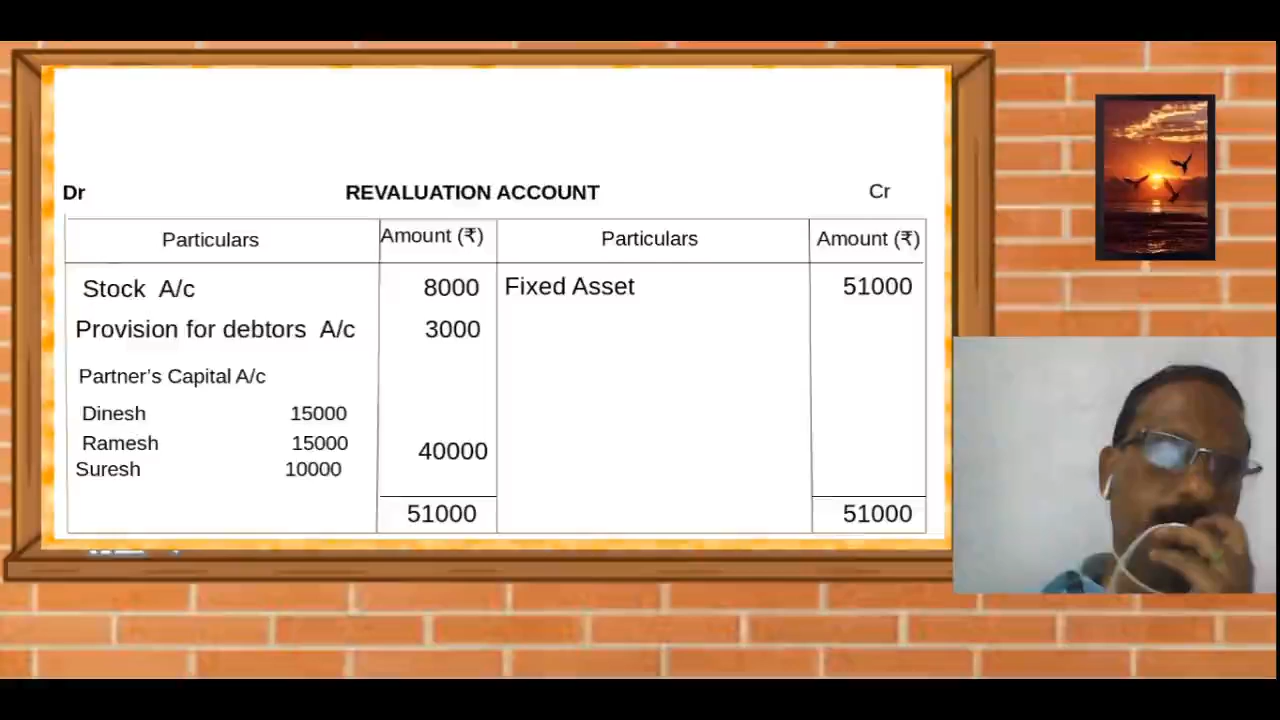 Dr REVALUATION ACCOUNT Cr
Particulars Amount (₹) Particulars Amount (₹)
Stock A/c 8000 Fixed Asset 51000
Provision for debtors A/c 3000
Partner's Capital A/c
Dinesh 15000
Ramesh 15000 40000
Suresh 10000
51000 51000